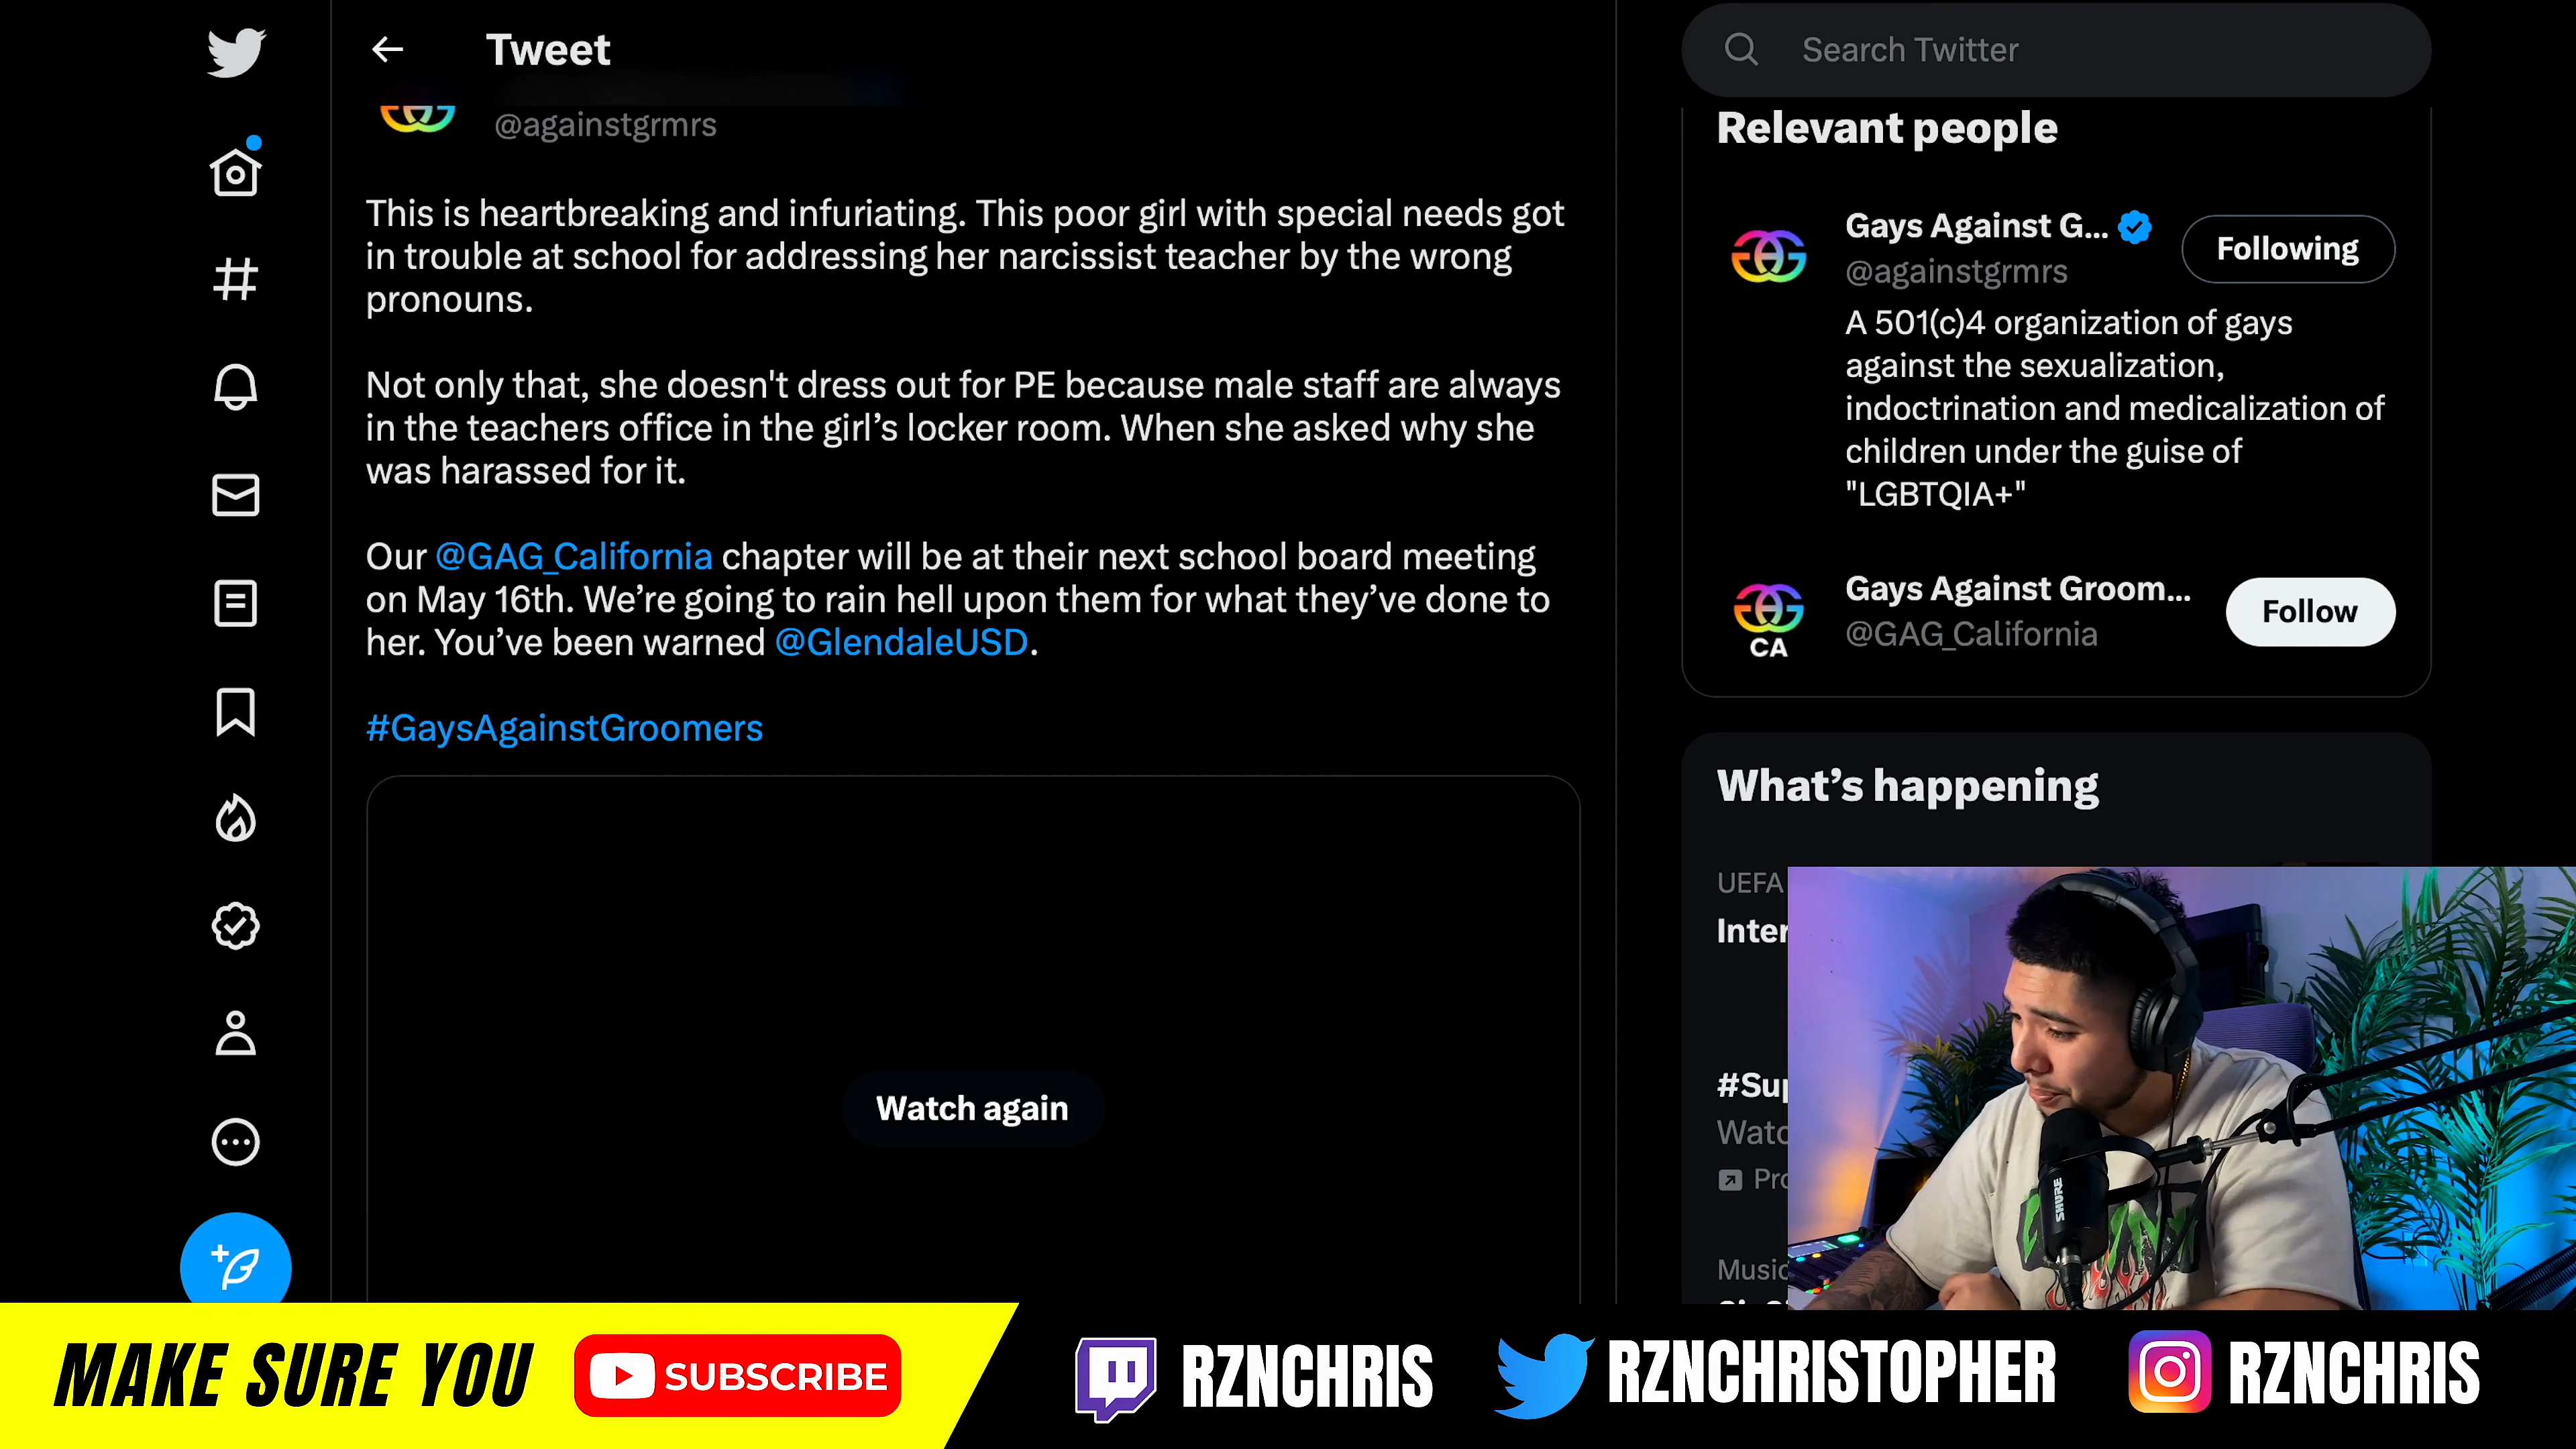 Tweet
@againstgrmrs
This is heartbreaking and infuriating. This poor girl with special needs got
in trouble at school for addressing her narcissist teacher by the wrong
pronouns.
Not only that, she doesn't dress out for PE because male staff are always
in the teachers office in the girl’s locker room. When she asked why she
was harassed for it.
Our @GAG_California chapter will be at their next school board meeting
on May 16th. We’re going to rain hell upon them for what they’ve done to
her. You’ve been warned @GlendaleUSD.
#GaysAgainstGroomers
Watch again
Search Twitter
Relevant people
Gays Against G...
Following
@againstgrmrs
A 501(c)4 organization of gays
against the sexualization,
indoctrination and medicalization of
children under the guise of
"LGBTQIA+"
Gays Against Groom...
Follow
@GAG_California
CA
What’s happening
UEFA
Inter
#Sup
Watc
Pro
Music
SHURE
MAKE SURE YOU
SUBSCRIBE
RZNCHRIS
RZNCHRISTOPHER
RZNCHRIS